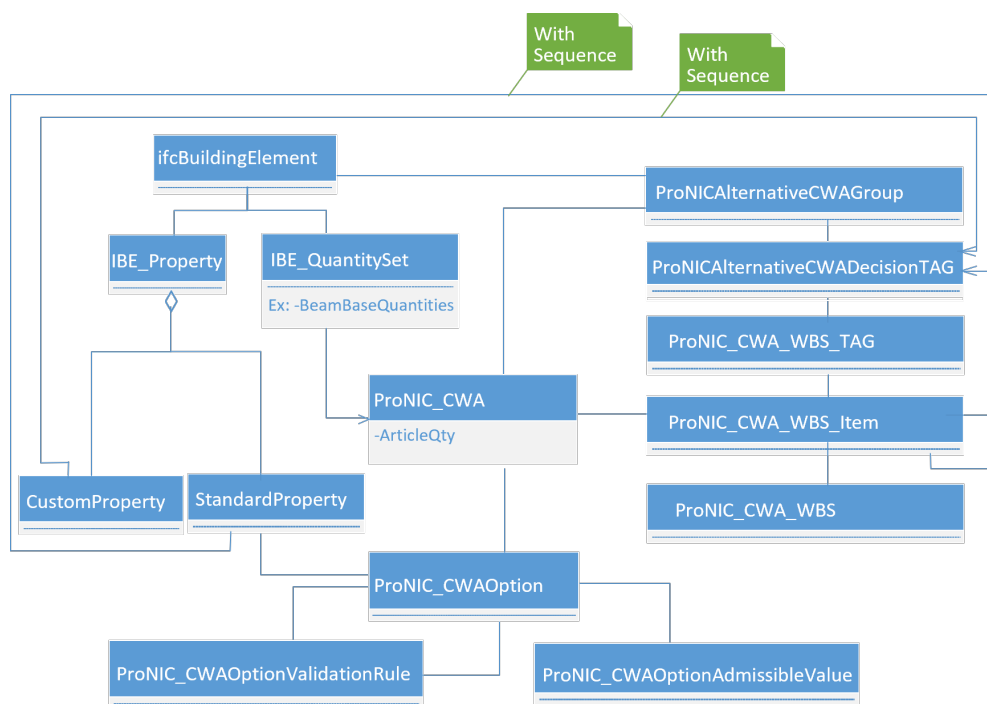 With
Sequence
With
Sequence
ifcBuildingElement
ProNICAlternativeCWAGroup
IBE_Property
IBE_QuantitySet
Ex: -BeamBaseQuantities
ProNICAlternativeCWADecisionTAG
ProNIC_CWA_WBS_TAG
ProNIC_CWA
-ArticleQty
ProNIC_CWA_WBS_Item
CustomProperty
StandardProperty
ProNIC_CWA_WBS
ProNIC_CWAOption
ProNIC_CWAOptionValidationRule
ProNIC_CWAOptionAdmissibleValue